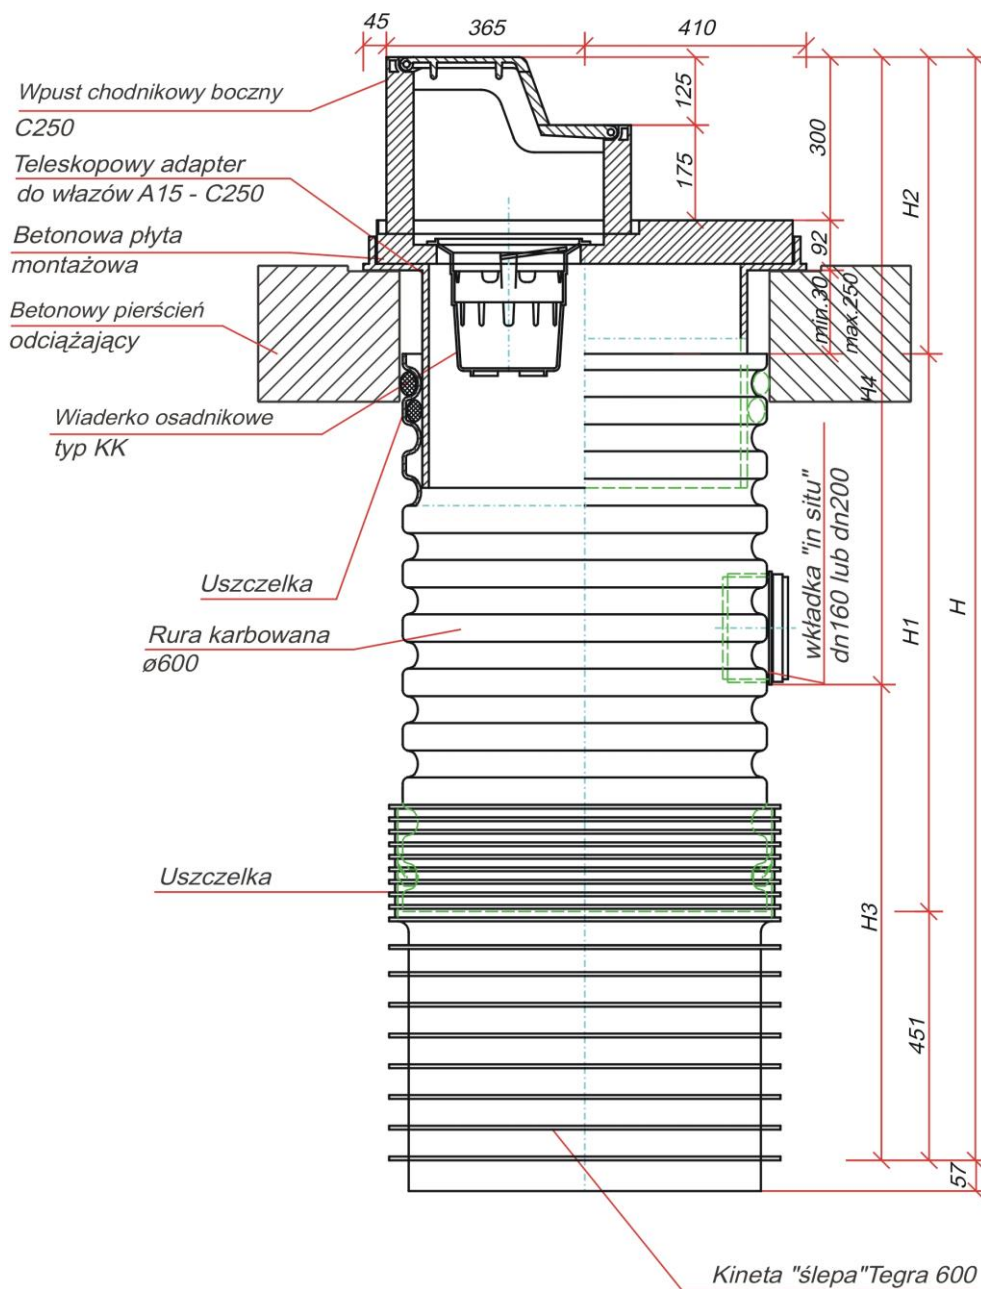 45
365
410
Wpust chodnikowy boczny
C250
Teleskopowy adapter
do włazów A15 - C250
Betonowa płyta
montażowa
Betonowy pierścień
odciążający
Wiaderko osadnikowe
typ KK
Uszczelka
Rura karbowana
ø600
Uszczelka
125
175
300
92
min.30
max.250
H2
H4
wkładka "in situ"
dn160 lub dn200
H1
H
H3
451
57
Kineta "ślepa"Tegra 600